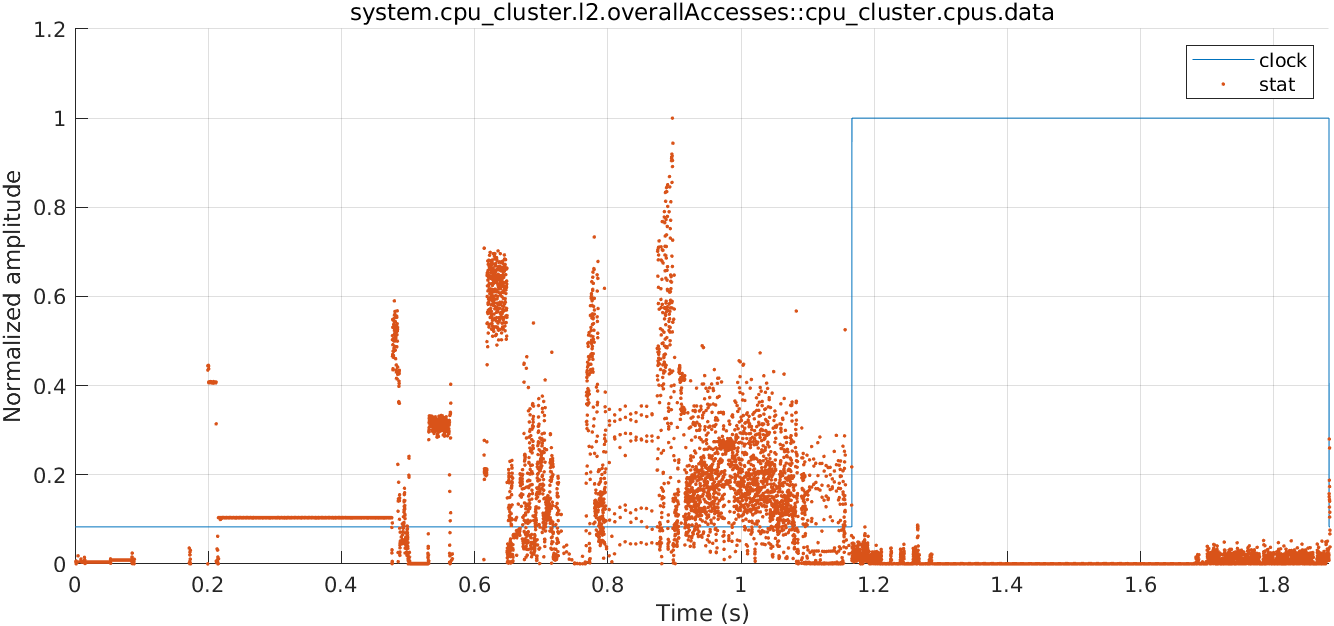 system.cpu_cluster.l2.overallAccesses::cpu_cluster.cpus.data
1.2
clock
stat
1
0.8
0.6
0.4
0.2
0
Normalized amplitude
0 0.2 0.4 0.6 0.8 1 1.2 1.4 1.6 1.8
Time (s)